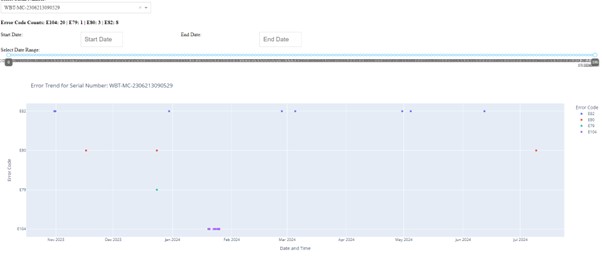 WBT-MC-2306213090529
Error Code Counts: E104: 20 | E79: 1 | E80: 3 | E82: 8
Start Date:
Start Date
End Date:
End Date
Select Date Range:
Error Trend for Serial Number: WBT-MC-2306213090529
Error Code
E82
E80
E79
E104
Error Code
E82
E80
E79
E104
Nov 2023
Dec 2023
Jan 2024
Feb 2024
Mar 2024
Apr 2024
May 2024
Jun 2024
Jul 2024
Date and Time